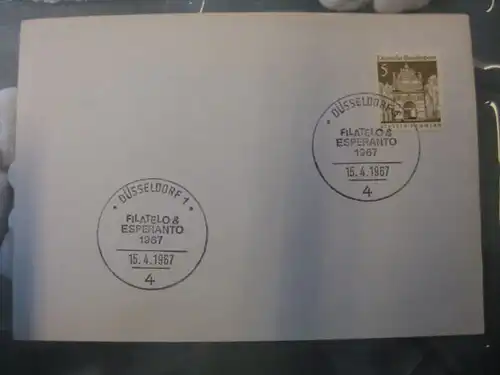 Deutsche Bundespost
5
• DÜSSELDORF
FILATELO &
ESPERANTO
1967
15.4.1967
4
• DÜSSELDORF 1 •
FILATELO &
ESPERANTO
1967
15.4.1967
4